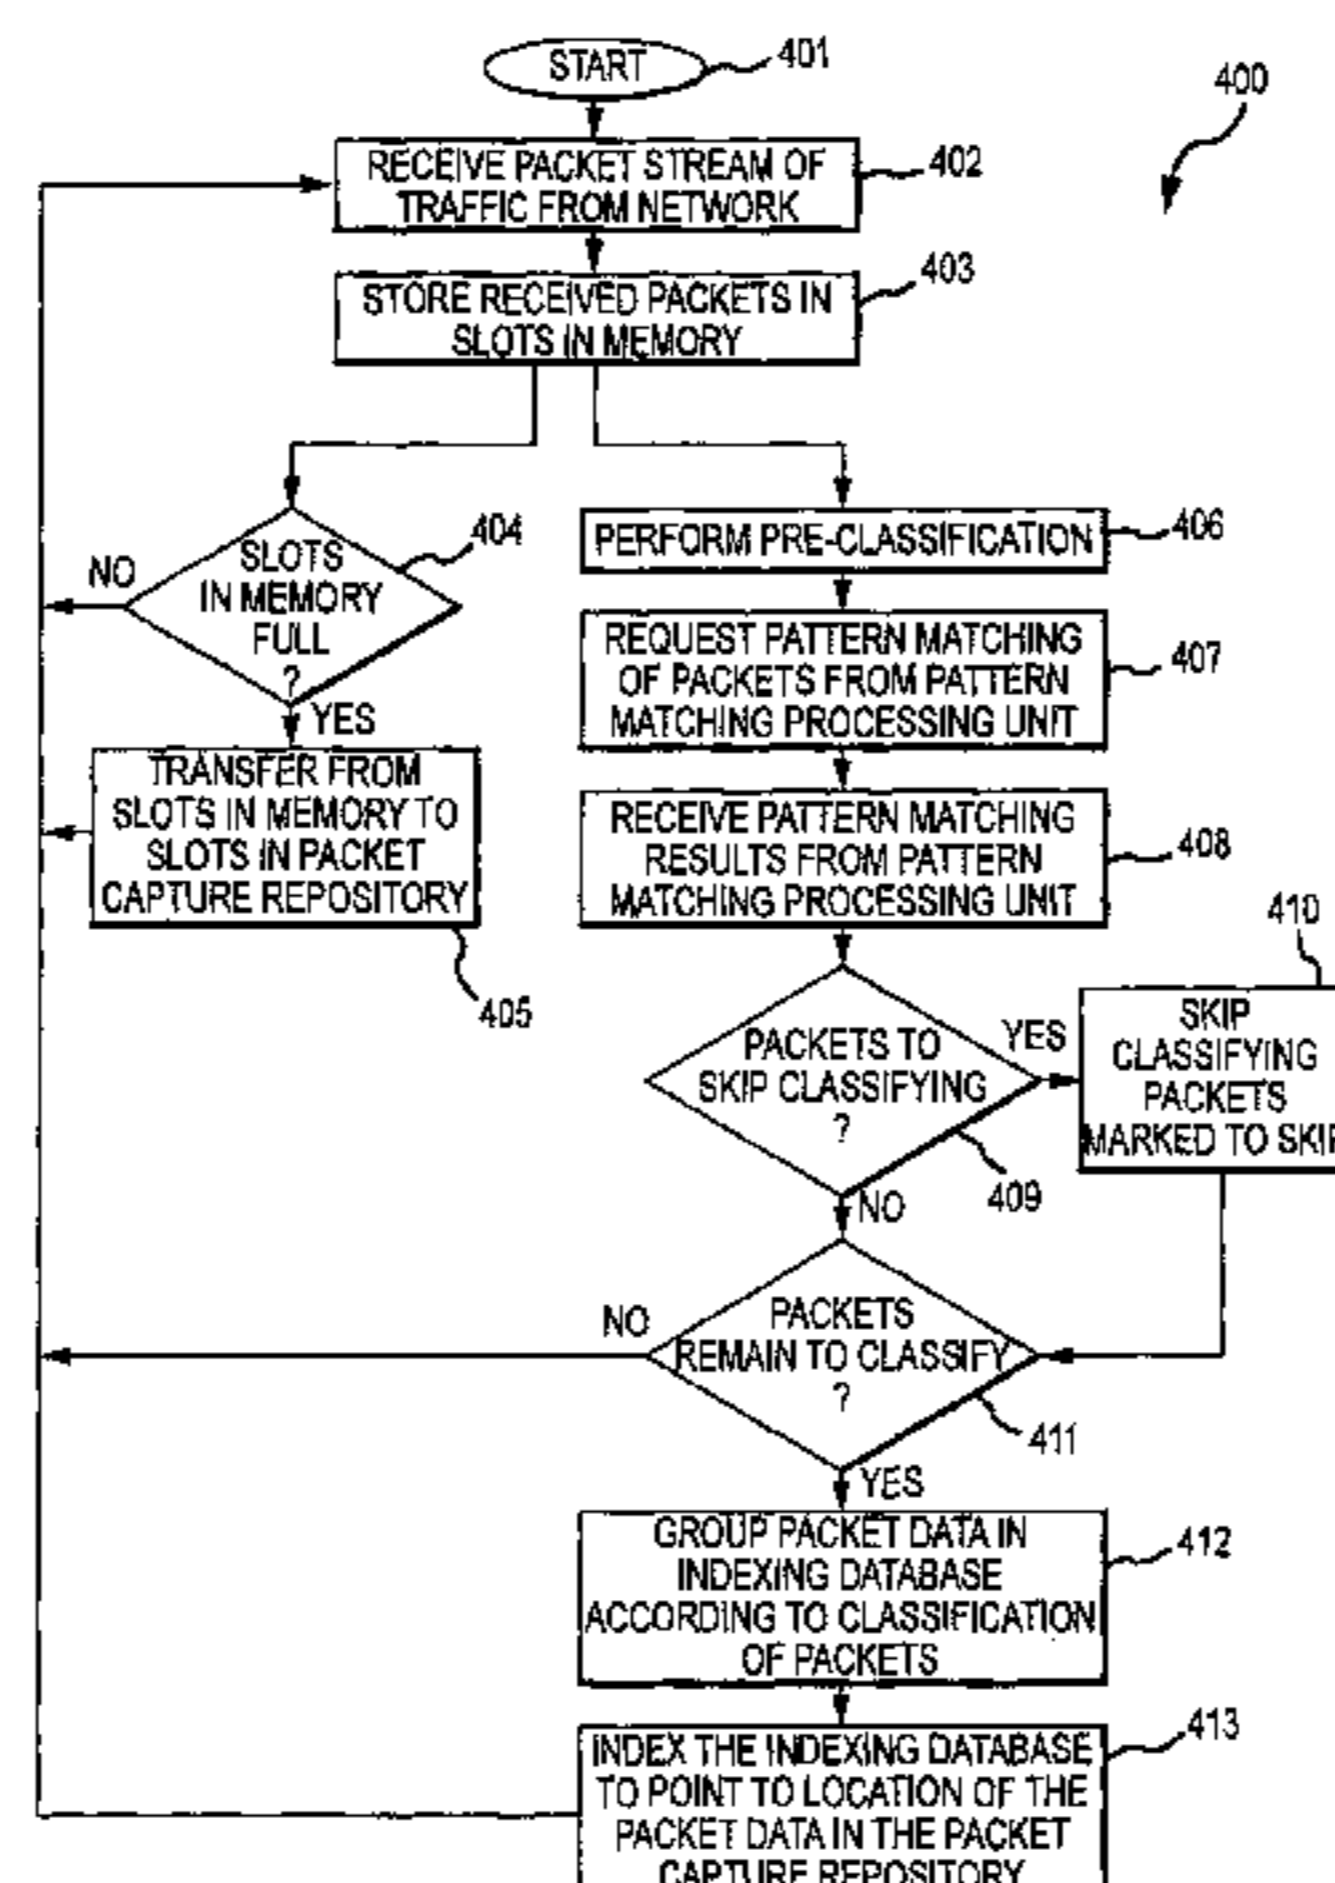 START
401
400
RECEIVE PACKET STREAM OF
TRAFFIC FROM NETWORK
402
STORE RECEIVED PACKETS IN
SLOTS IN MEMORY
403
SLOTS
IN MEMORY
FULL
?
404
NO
YES
TRANSFER FROM
SLOTS IN MEMORY TO
SLOTS IN PACKET
CAPTURE REPOSITORY
405
PERFORM PRE-CLASSIFICATION
406
REQUEST PATTERN MATCHING
OF PACKETS FROM PATTERN
MATCHING PROCESSING UNIT
407
RECEIVE PATTERN MATCHING
RESULTS FROM PATTERN
MATCHING PROCESSING UNIT
408
PACKETS TO
SKIP CLASSIFYING
?
409
YES
NO
410
SKIP
CLASSIFYING
PACKETS
MARKED TO SKIP
PACKETS
REMAIN TO CLASSIFY
?
411
NO
YES
GROUP PACKET DATA IN
INDEXING DATABASE
ACCORDING TO CLASSIFICATION
OF PACKETS
412
INDEX THE INDEXING DATABASE
TO POINT TO LOCATION OF THE
PACKET DATA IN THE PACKET
CAPTURE REPOSITORY
413